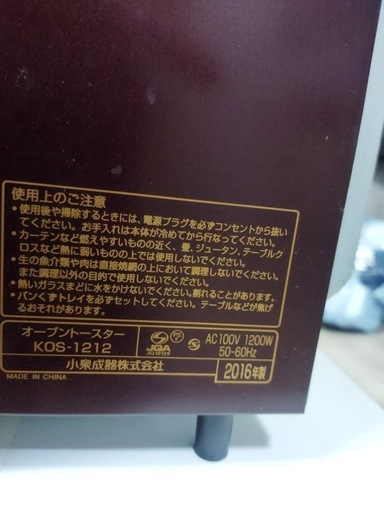 使用上のご注意
• 使用後や掃除するときには、電源プラグを必ずコンセントから抜い
てください。お手入れは本体が冷めてから行なってください。
• カーテンなど燃えやすいものの近く、畳、ジュータン、テーブルク
ロスなど熱に弱いものの上では使用しないでください。
• 生の魚介類や肉は直接焼網の上において調理しないでください。
また調理以外の目的で使用しないでください。
• 熱いガラスまどに水をかけないでください。割れることがあります。
• パンくずトレイを必ずセットしてください。テーブルなどが焦げ
るおそれがあります。
オーブントースター
KOS-1212
JQA
PS E
AC100V 1200W
50-60Hz
小泉成器株式会社
2016年製
MADE IN CHINA